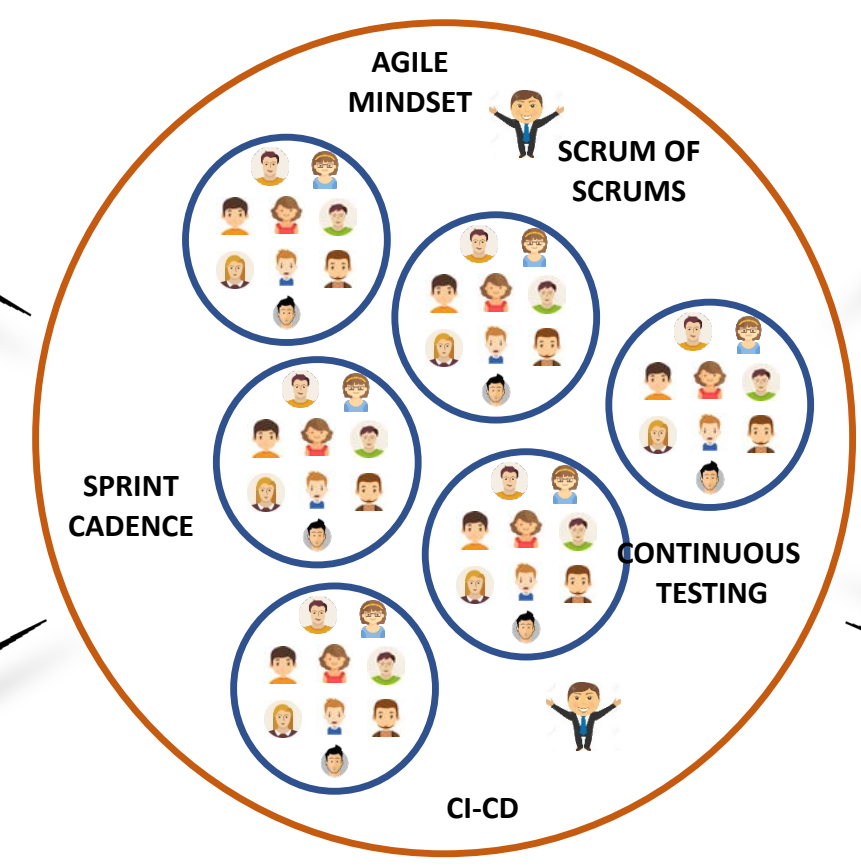 AGILE
MINDSET
SCRUM OF
SCRUMS
SPRINT
CADENCE
CONTINUOUS
TESTING
CI-CD